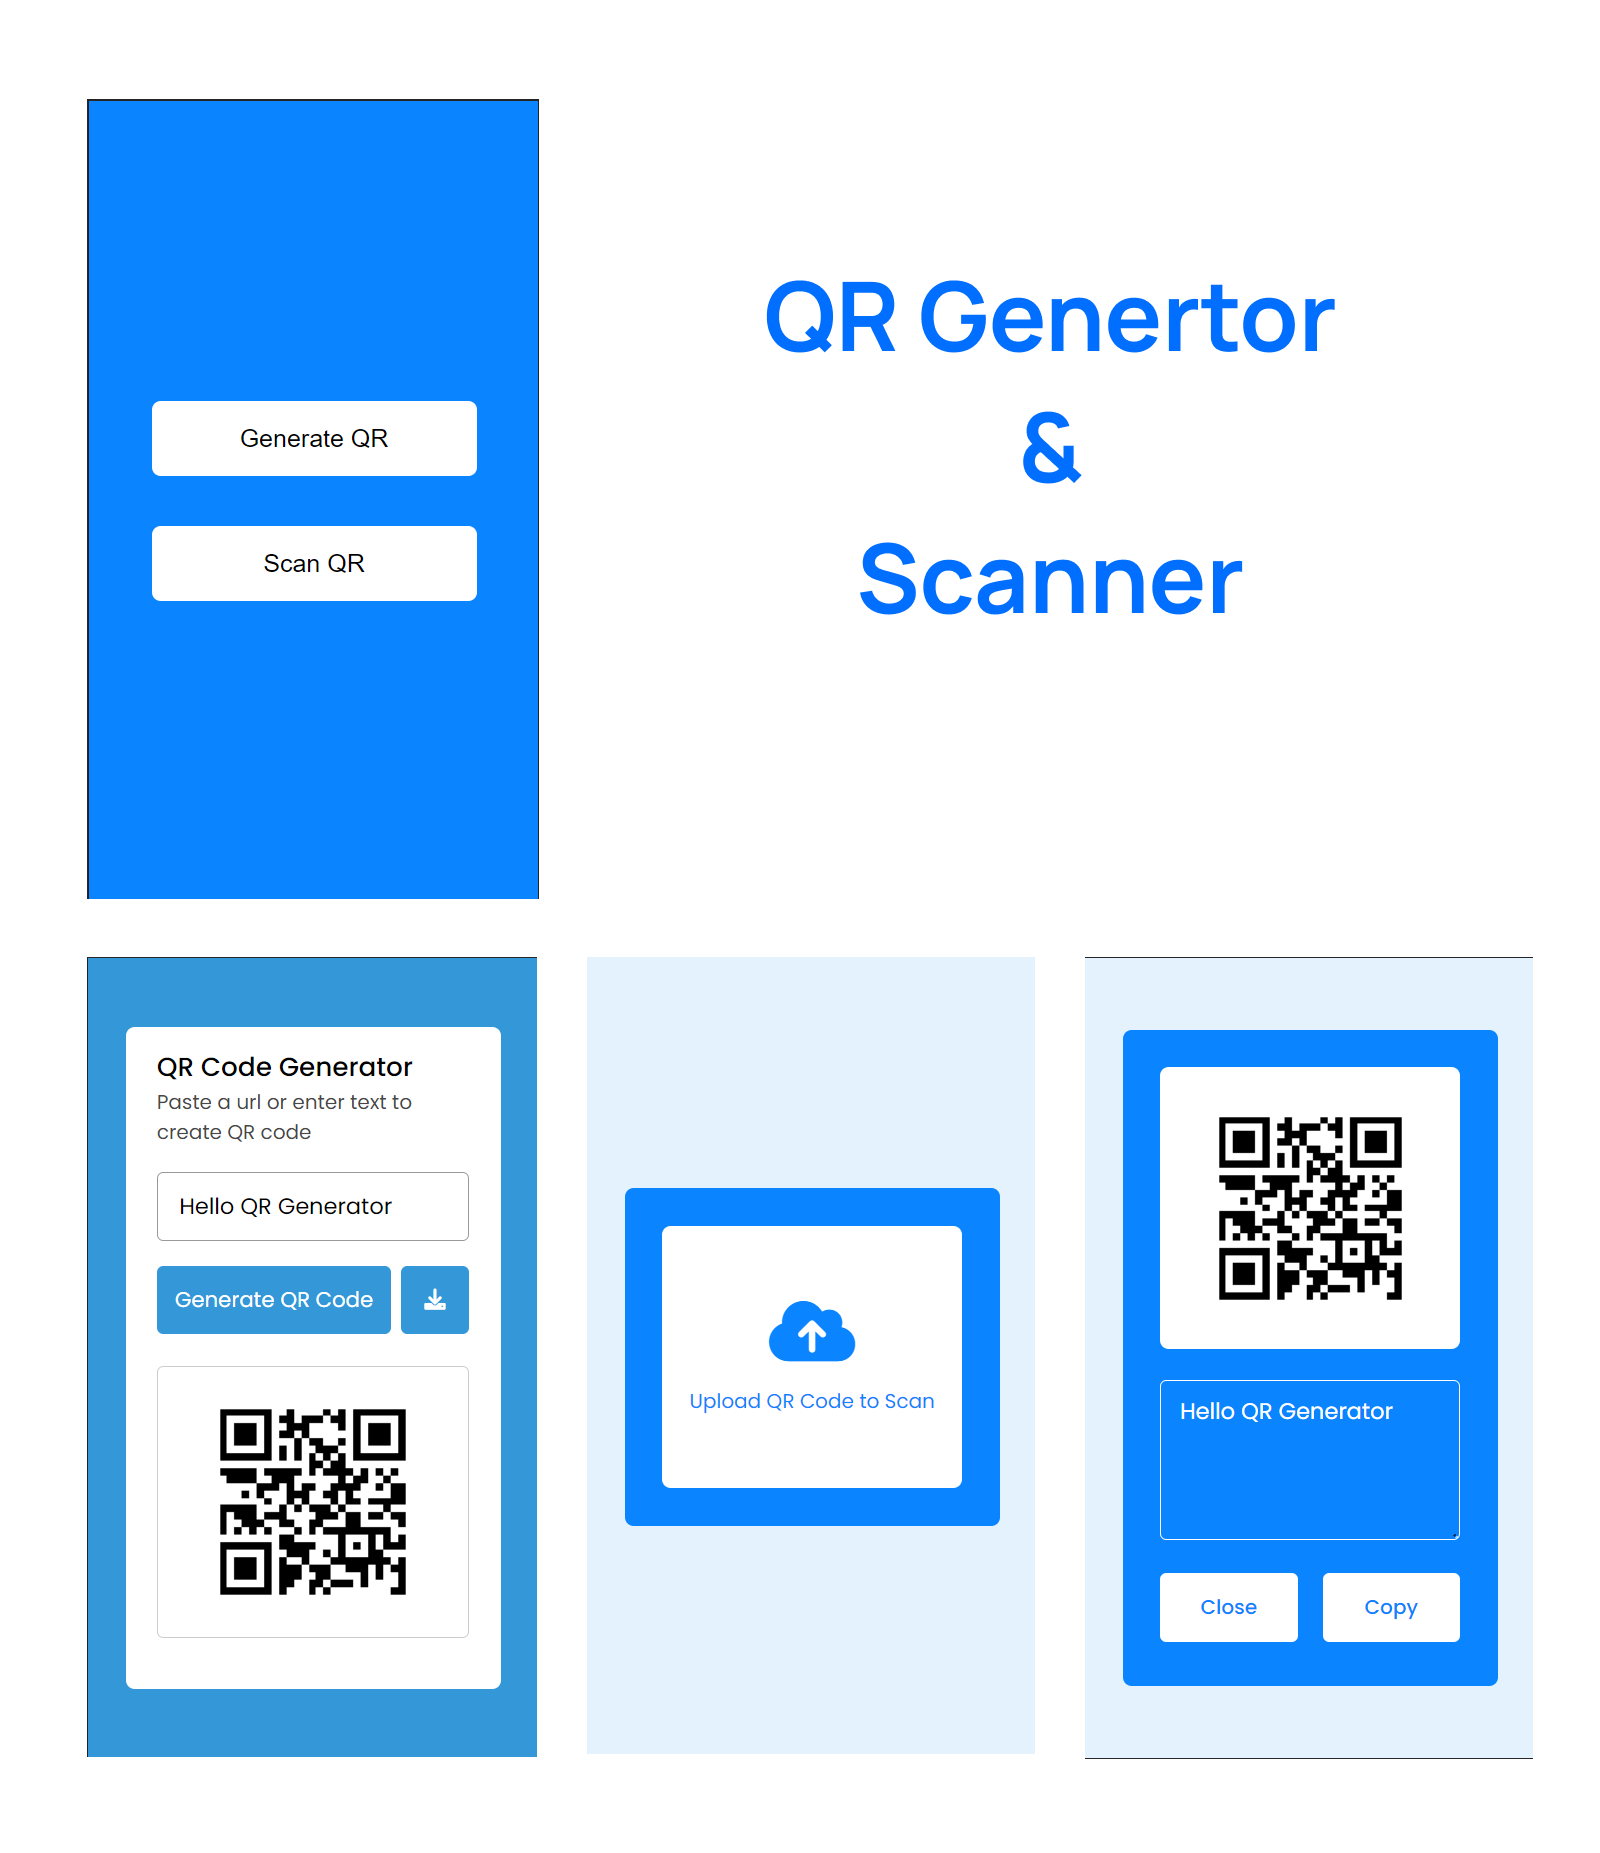 Generate QR
Scan QR
QR Genertor
&
Scanner
QR Code Generator
Paste a url or enter text to
create QR code
Hello QR Generator
Generate QR Code
Upload QR Code to Scan
Hello QR Generator
Close
Copy